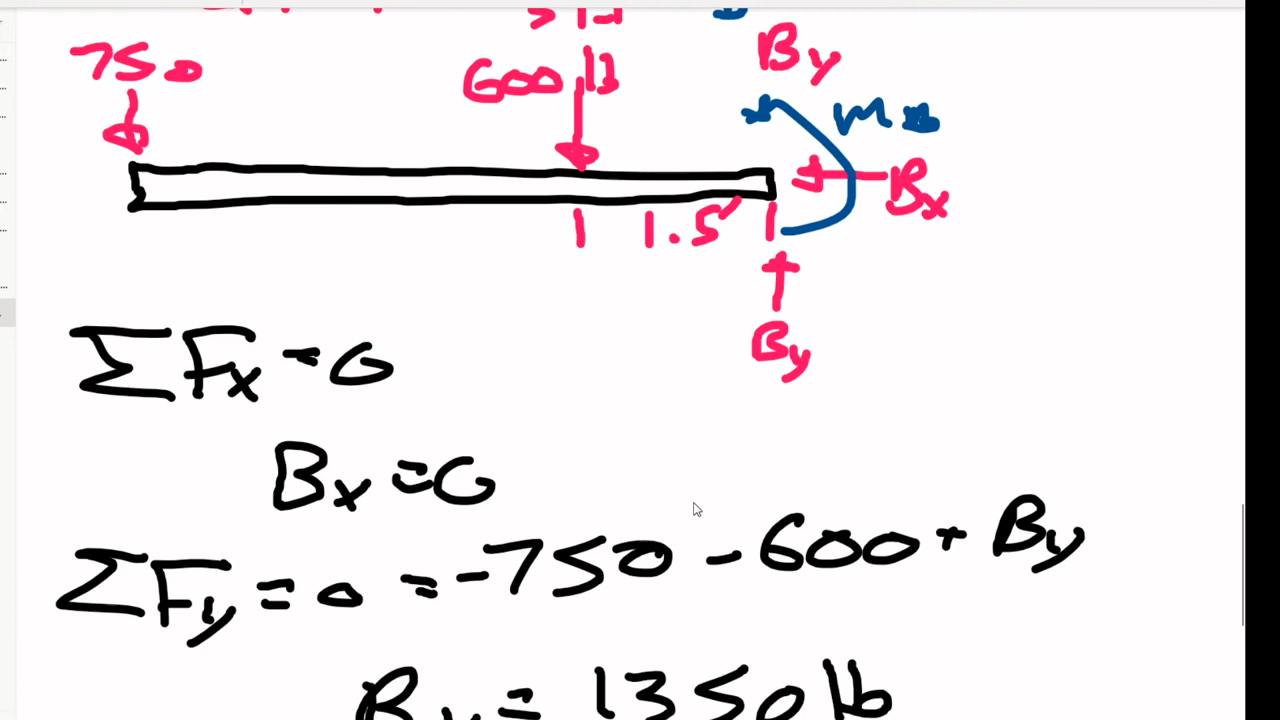 By
750
600 lb
MB
Bx
1.5'
By
ΣFx = 0
Bx = 0
ΣFy = 0 = -750 - 600 + By
By = 1350 lb